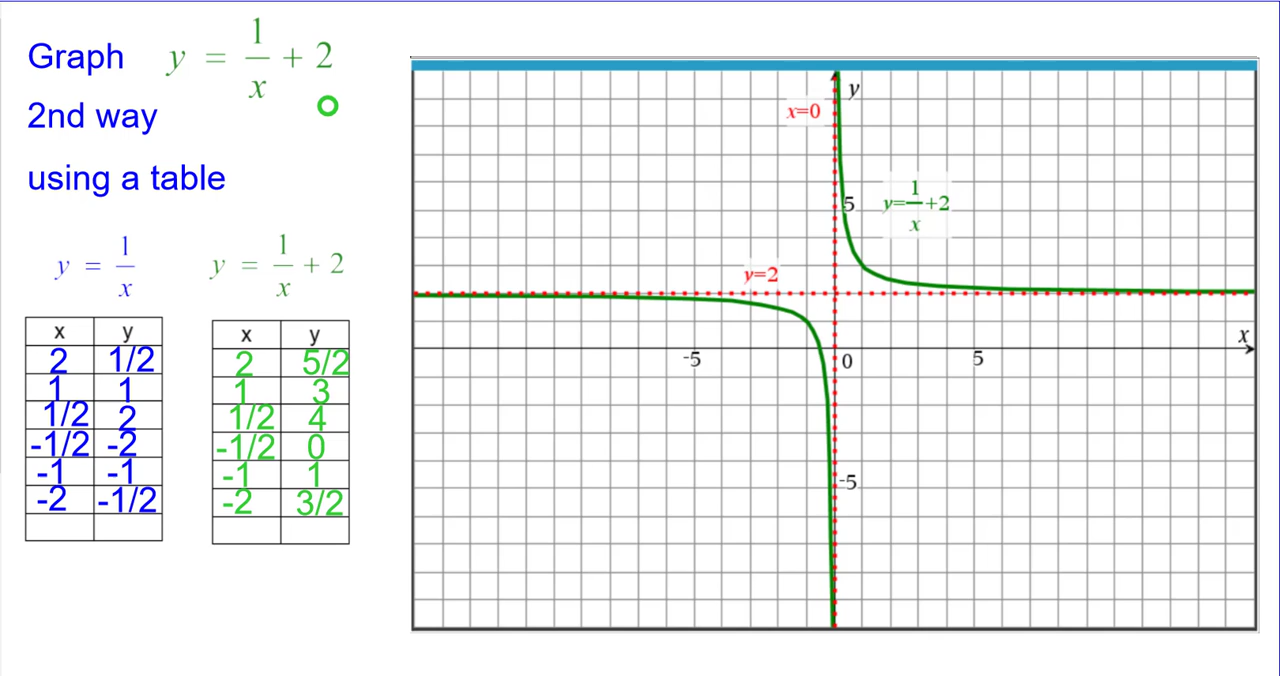 Graph y = 1/x + 2
2nd way
using a table
y = 1/x
x y
2 1/2
1 1
1/2 2
-1/2 -2
-1 -1
-2 -1/2
y = 1/x + 2
x y
2 5/2
1 3
1/2 4
-1/2 0
-1 1
-2 3/2
y
x=0
5
y=1/x+2
y=2
x
-5 0 5
-5